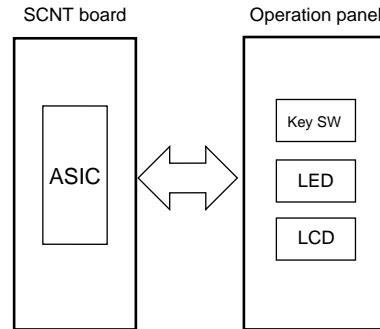 SCNT board
Operation panel
ASIC
Key SW
LED
LCD